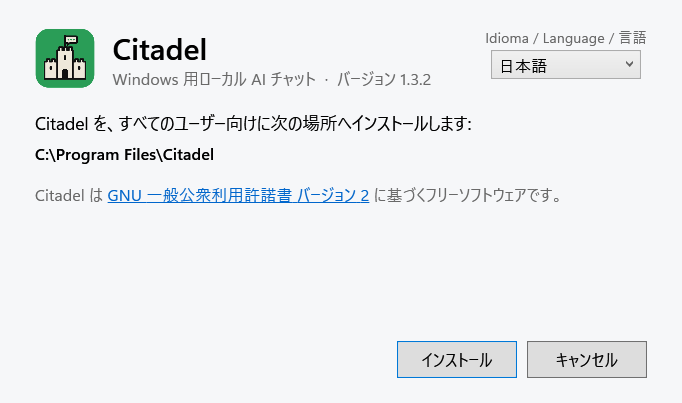 Citadel
Windows 用ローカル AI チャット · バージョン 1.3.2
Idioma / Language / 言語
日本語
Citadel を、すべてのユーザー向けに次の場所へインストールします:
C:\Program Files\Citadel
Citadel は GNU 一般公衆利用許諾書 バージョン 2 に基づくフリーソフトウェアです。
インストール
キャンセル